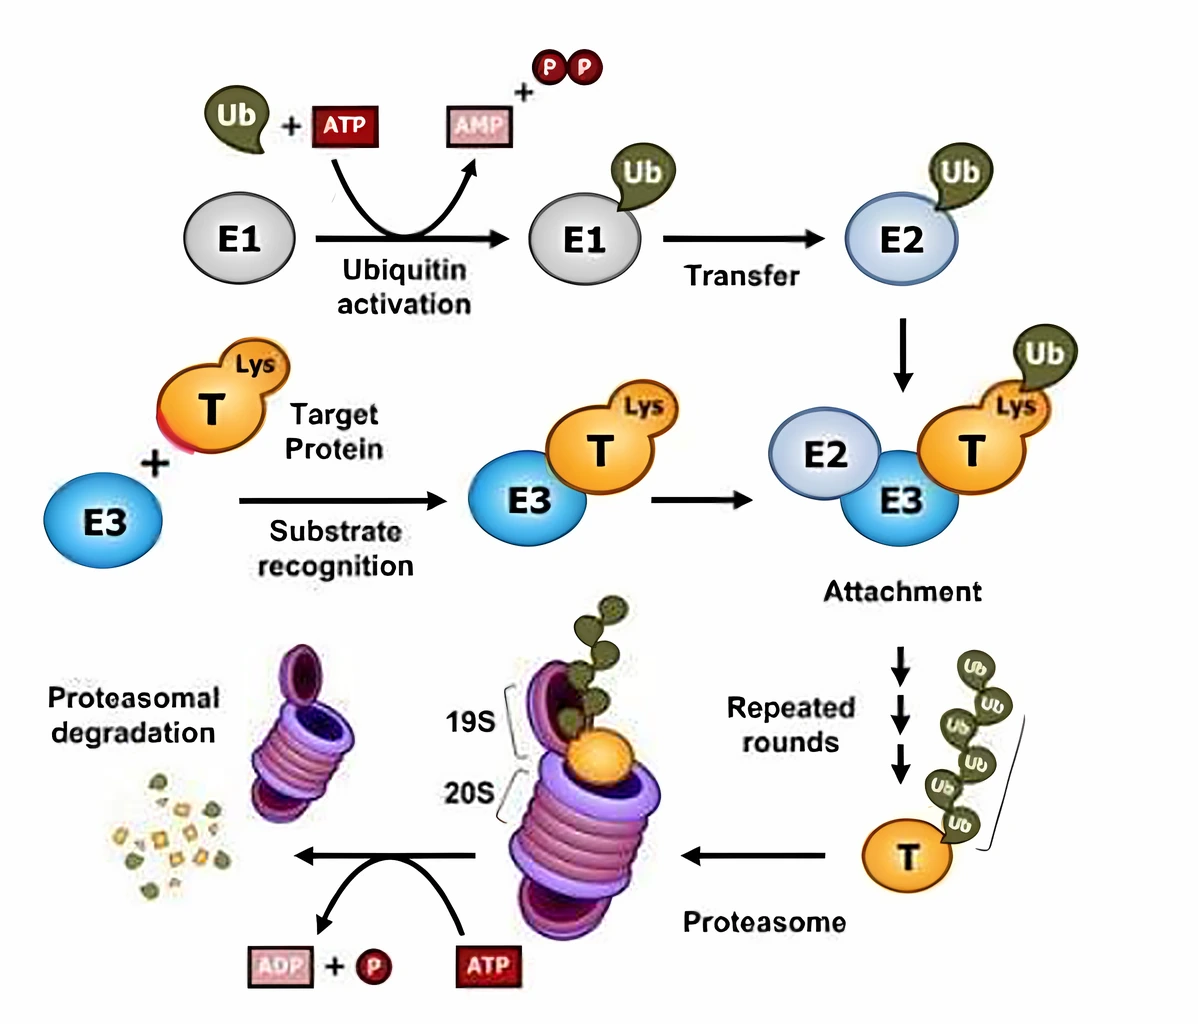 P P
Ub + ATP AMP +
Ub
Ub
E1 E1 E2
Ubiquitin
activation
Transfer
Lys
T
Target
Protein
+
E3
Substrate
recognition
Lys
T
E3
Ub
Lys
E2 T
E3
Attachment
Proteasomal
degradation
19S
20S
Repeated
rounds
Ub
Ub
Ub
Ub
Ub
Ub
T
Proteasome
ADP + P ATP